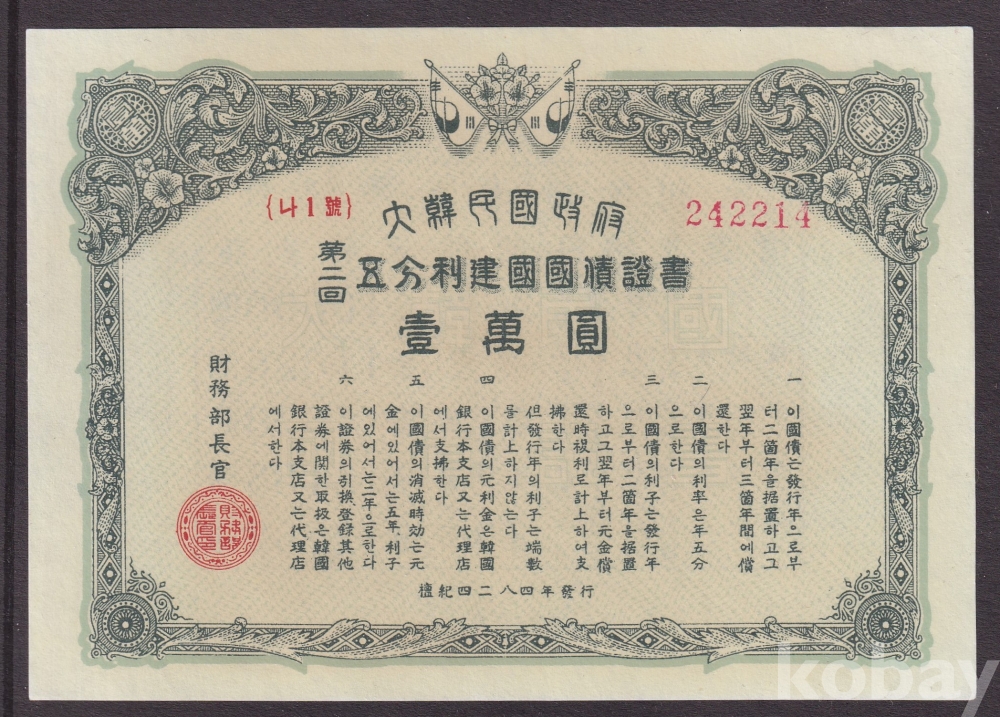 {나1號}
242214
大韓民國政府
第二回
五分利建國國債證書
壹萬圓
一 이國債는發行年으로부
터二箇年을据置하고그
翌年부터三箇年間에償
還한다
二 이國債의利率은年五分
으로한다
三 이國債의利子는發行年
으로부터二箇年을据置
하고그翌年부터元金償
還時複利로計上하여支
拂한다
但發行年의利子는端數
를計上하지않는다
四 이國債의元利金은韓國
銀行本支店又는代理店
에서支拂한다
五 이國債의消滅時効는元
金에있어서는五年、利子
에있어서는二年으로한다
六 이證券의引換、登録其他
證券에関한取扱은韓國
銀行本支店又는代理店
에서한다
財務部長官
檀紀四二八四年發行
kobay